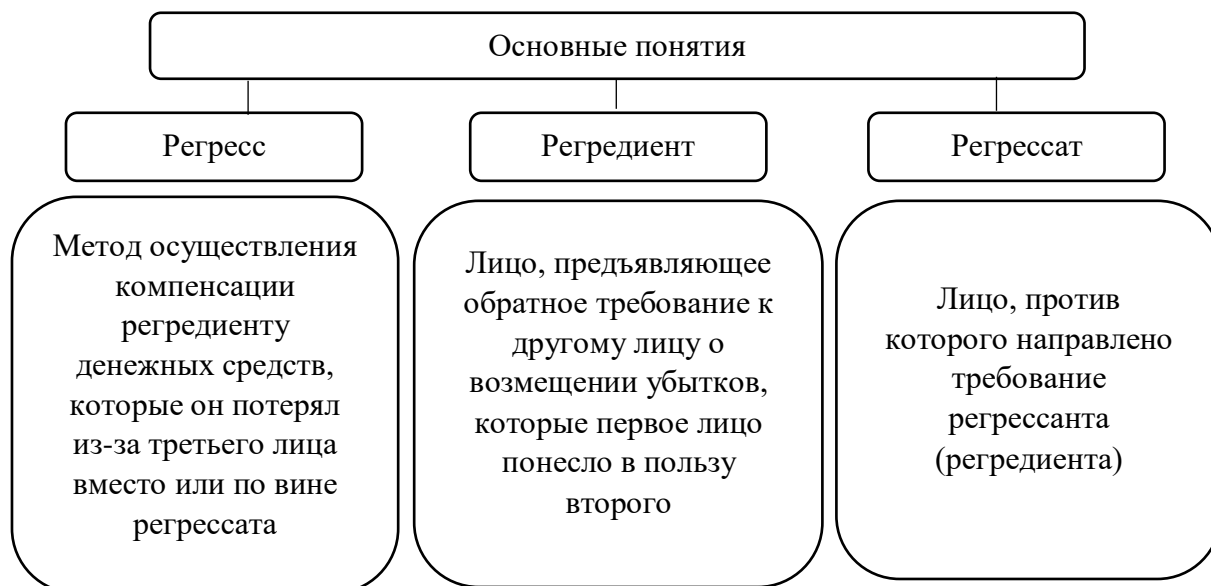 Основные понятия
Регресс
Регредиент
Регрессат
Метод осуществления
компенсации
регредиенту
денежных средств,
которые он потерял
из-за третьего лица
вместо или по вине
регрессата
Лицо, предъявляющее
обратное требование к
другому лицу о
возмещении убытков,
которые первое лицо
понесло в пользу
второго
Лицо, против
которого направлено
требование
регрессанта
(регредиента)